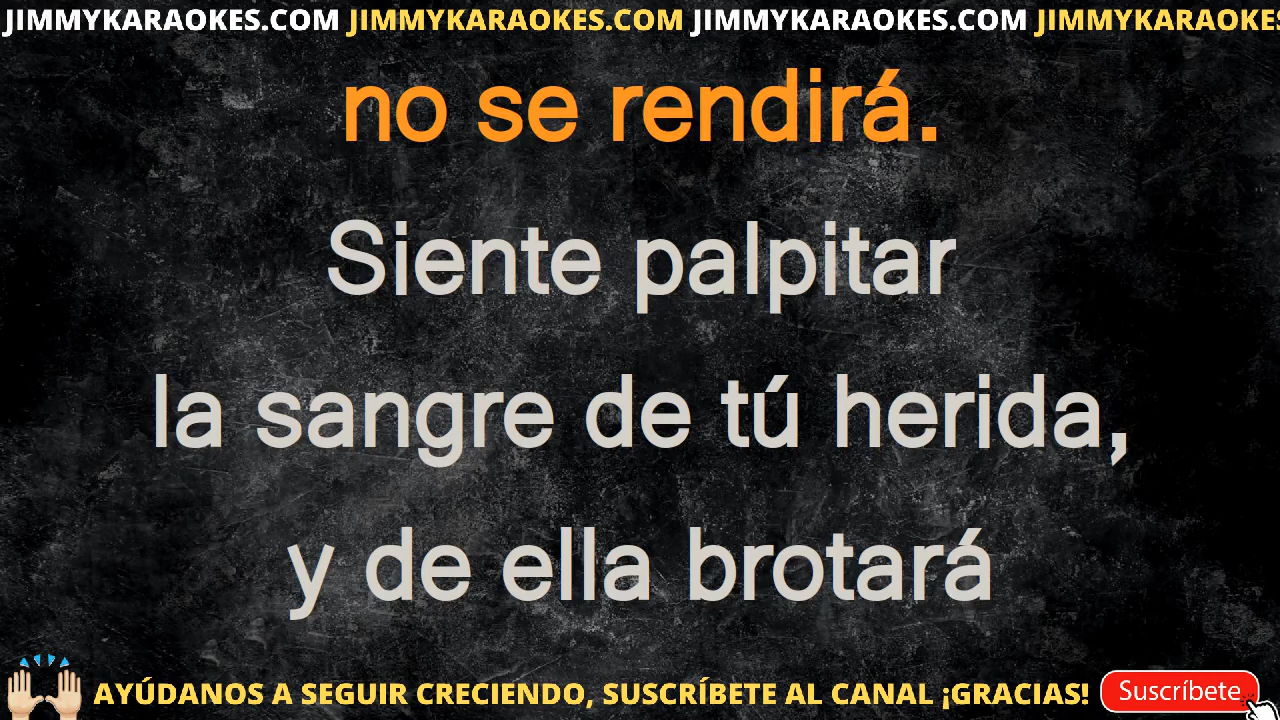 JIMMYKARAOKES.COM JIMMYKARAOKES.COM JIMMYKARAOKES.COM JIMMYKARAOKE
no se rendirá.
Siente palpitar
la sangre de tú herida,
y de ella brotará
AYÚDANOS A SEGUIR CRECIENDO, SUSCRÍBETE AL CANAL ¡GRACIAS! Suscríbete